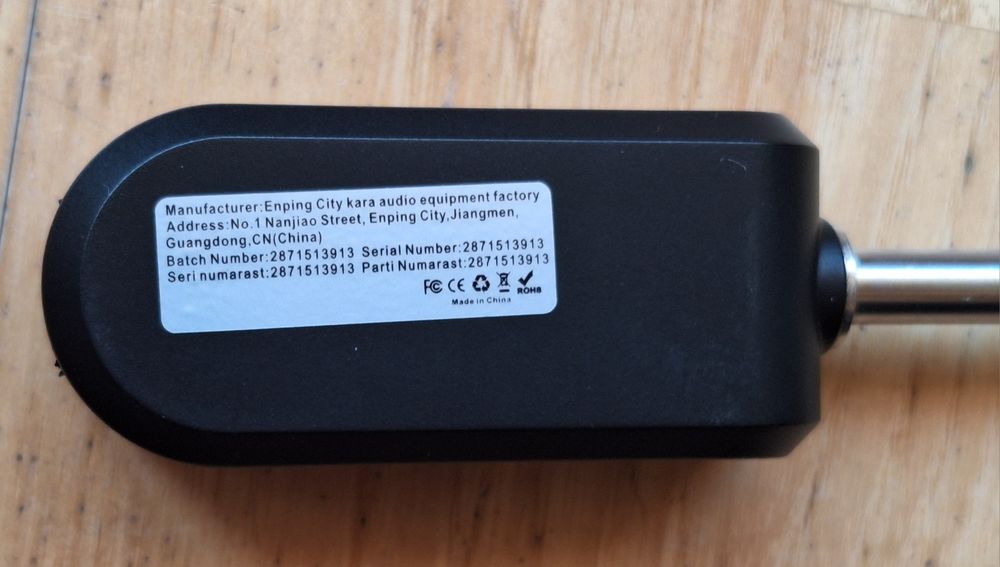 Manufacturer:Enping City kara audio equipment factory
Address:No.1 Nanjiao Street, Enping City,Jiangmen,
Guangdong,CN(China)
Batch Number:2871513913 Serial Number:2871513913
Seri numarast:2871513913 Parti Numarast:2871513913
FC CE ROHS
Made in China